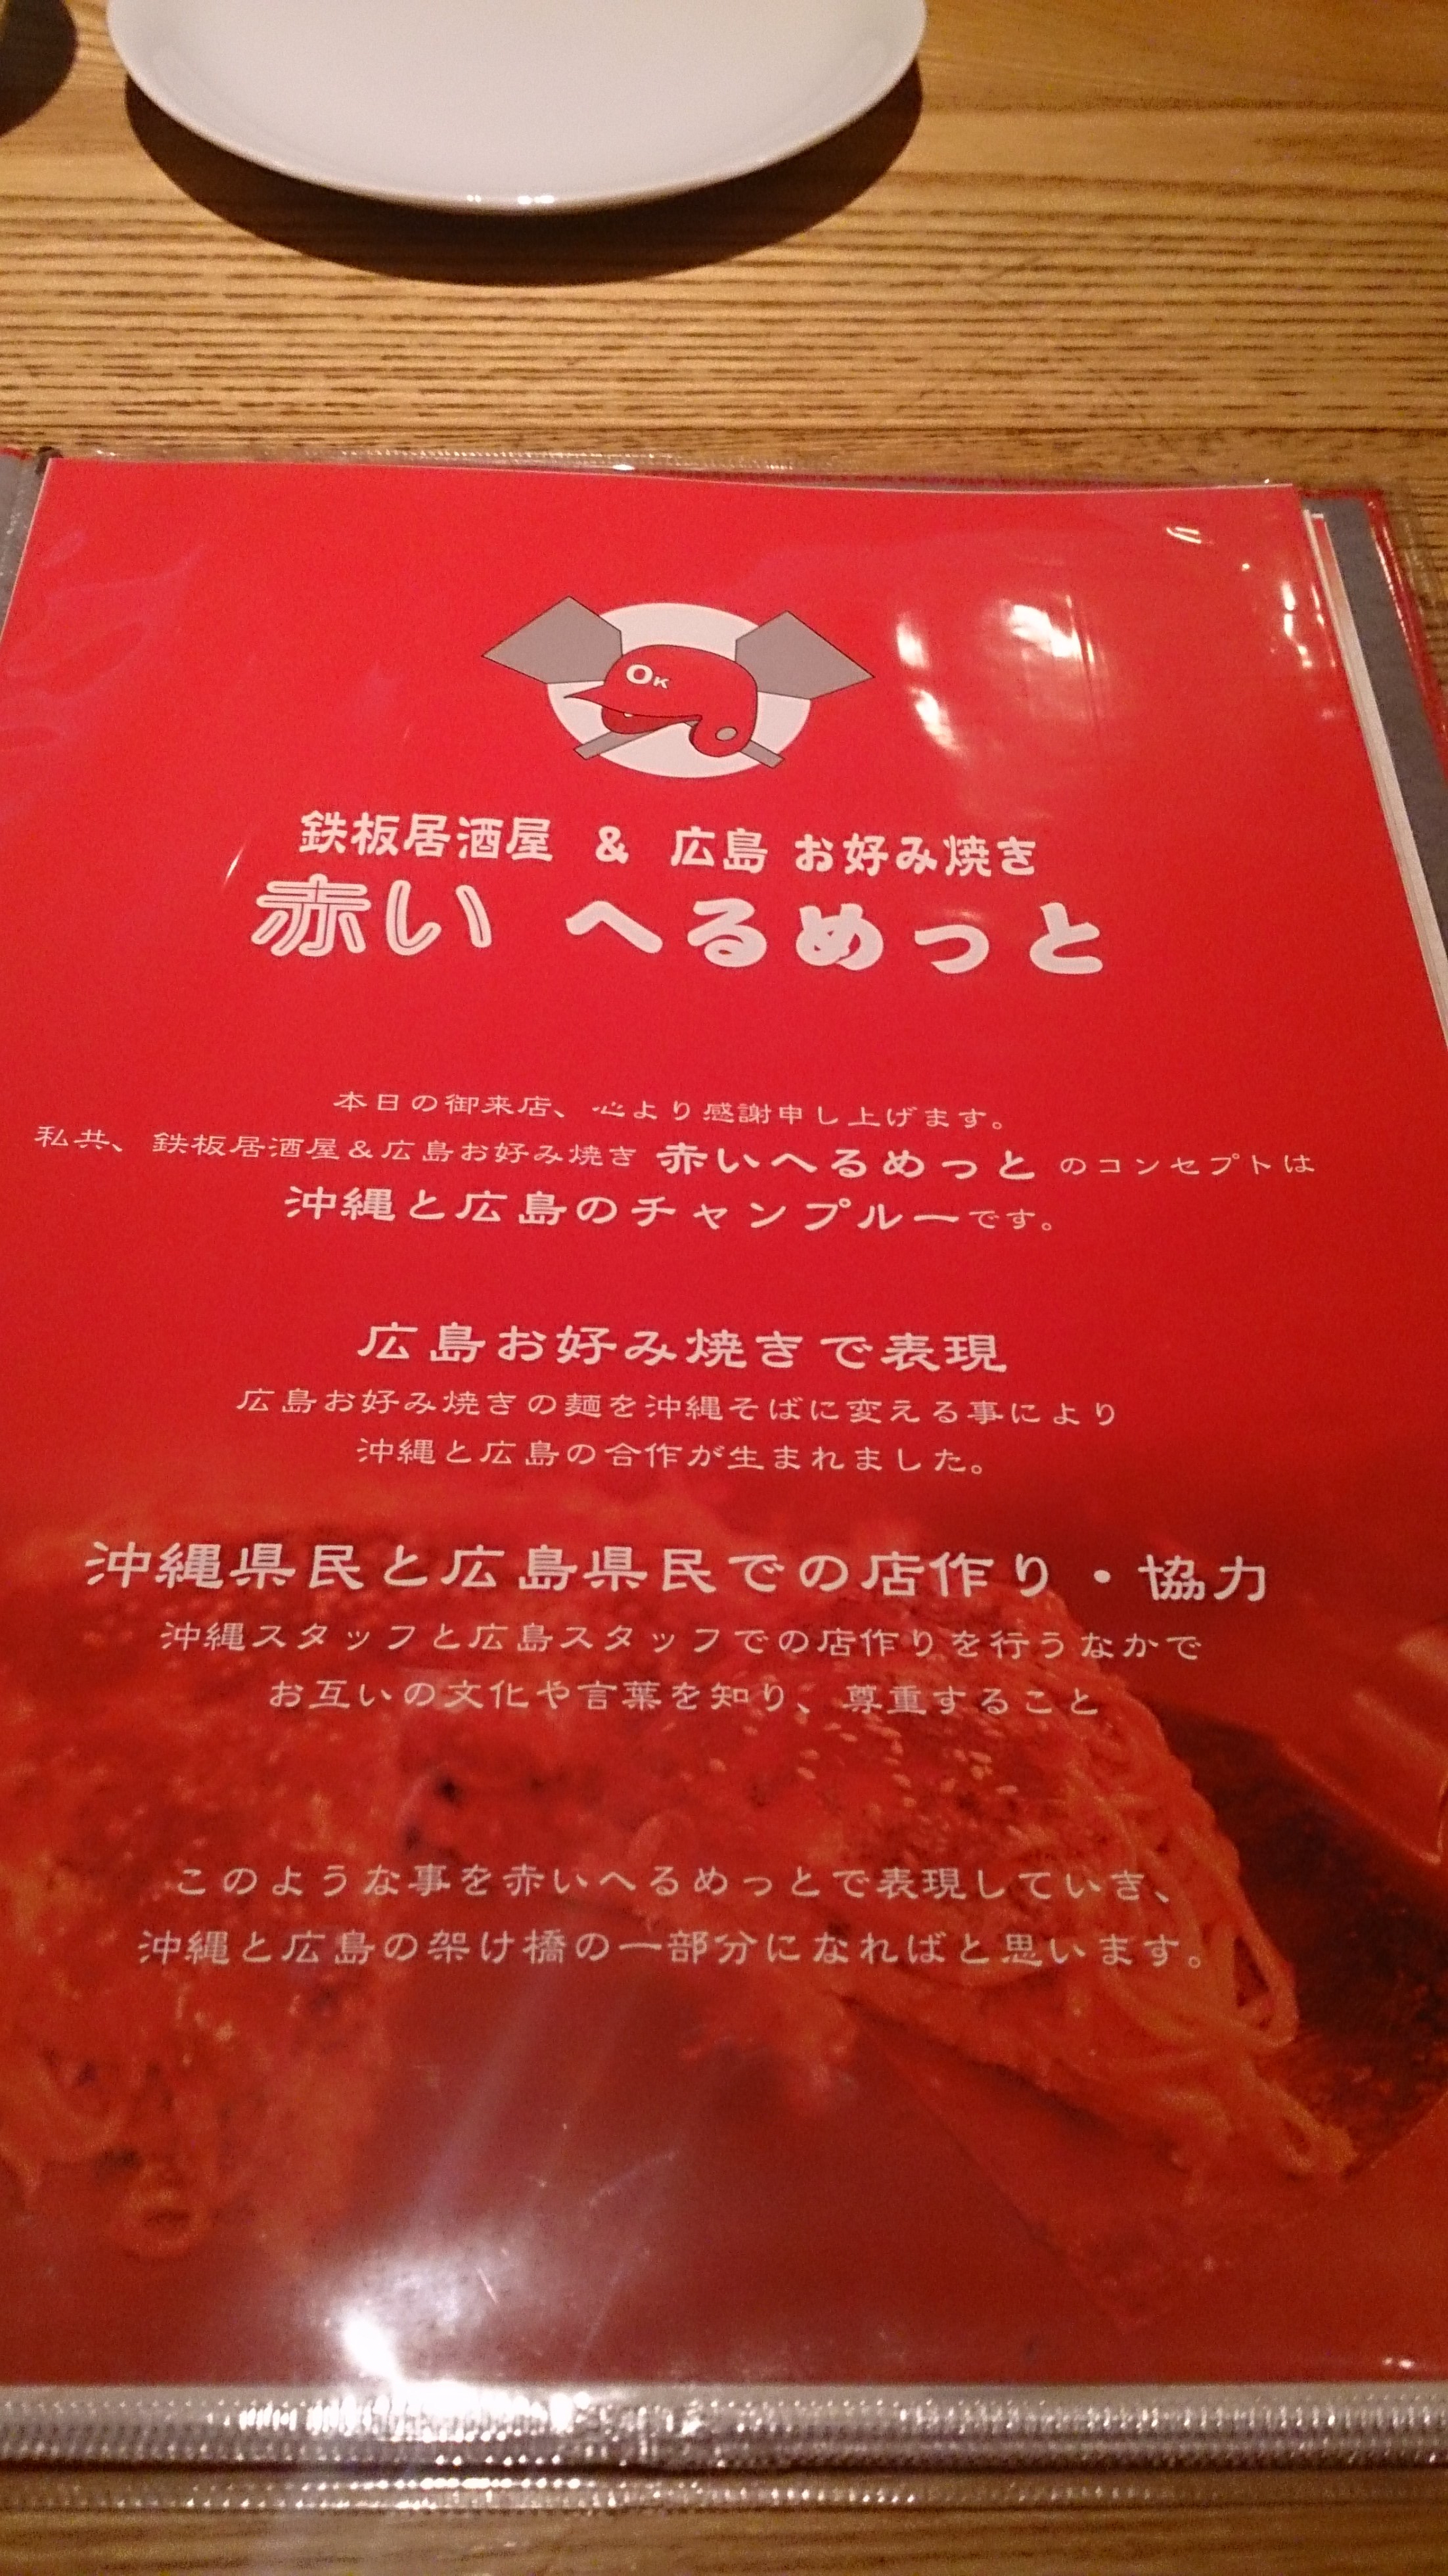 OK
鉄板居酒屋 & 広島 お好み焼き
赤い へるめっと
本日の御来店、心より感謝申し上げます。
私共、鉄板居酒屋&広島お好み焼き 赤いへるめっと のコンセプトは
沖縄と広島のチャンプルーです。
広島お好み焼きで表現
広島お好み焼きの麺を沖縄そばに変える事により
沖縄と広島の合作が生まれました。
沖縄県民と広島県民での店作り・協力
沖縄スタッフと広島スタッフでの店作りを行うなかで
お互いの文化や言葉を知り、尊重すること
このような事を赤いへるめっとで表現していき、
沖縄と広島の架け橋の一部分になればと思います。